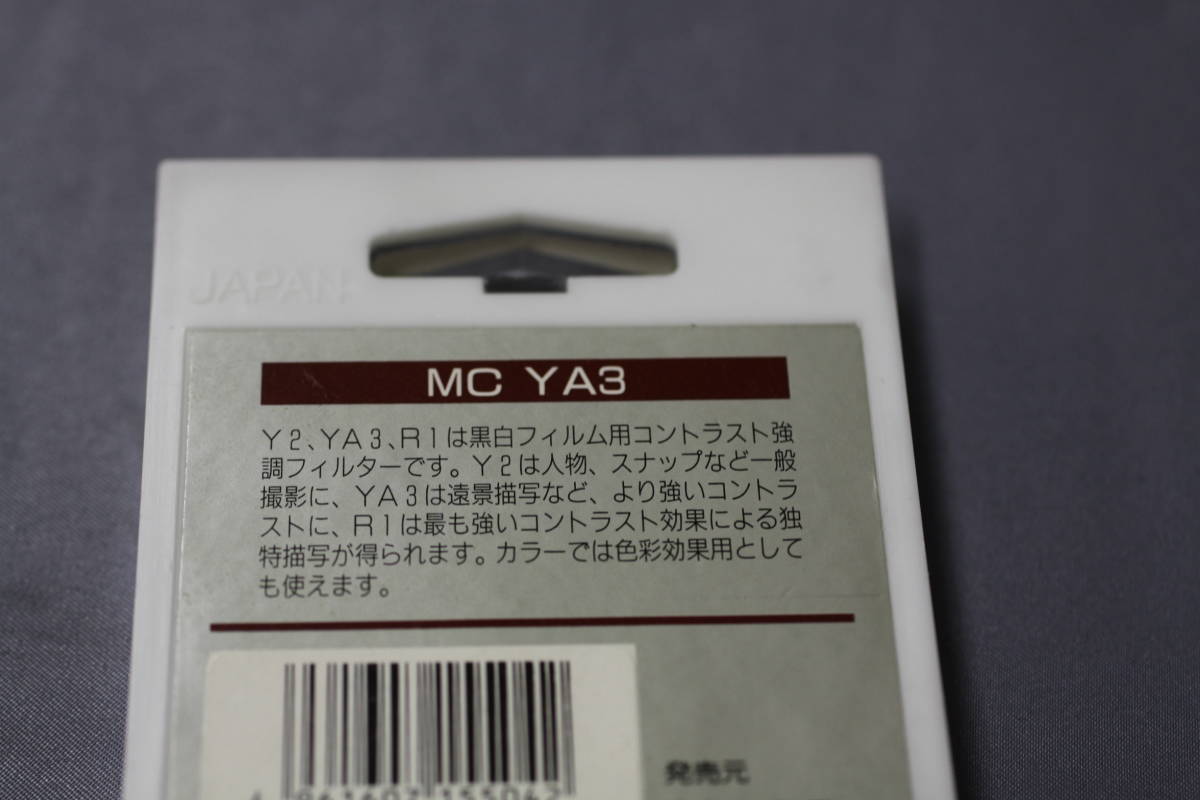 JAPAN
MC YA3
Y2、YA3、R1は黒白フィルム用コントラスト強
調フィルターです。Y2は人物、スナップなど一般
撮影に、YA3は遠景描写など、より強いコントラ
ストに、R1は最も強いコントラスト効果による独
特描写が得られます。カラーでは色彩効果用として
も使えます。
発売元